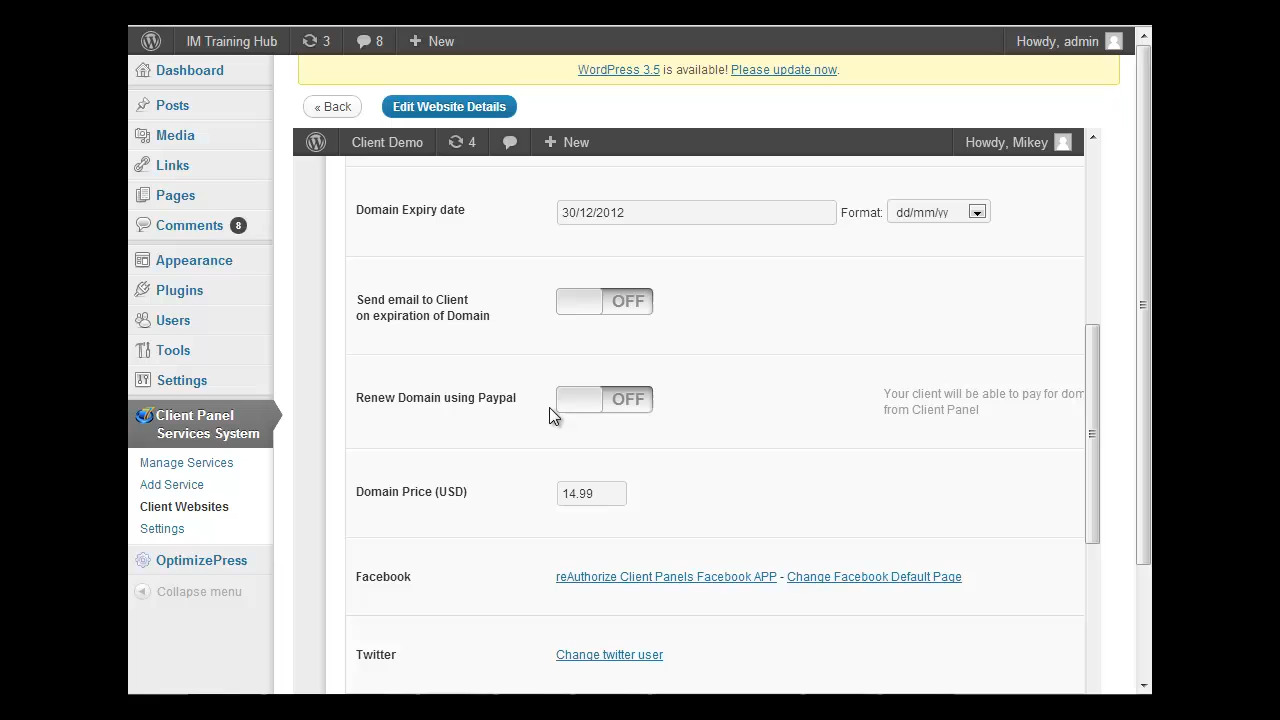 IM Training Hub 3 8 New Howdy, admin
Dashboard
WordPress 3.5 is available! Please update now.
Posts
Media
Links
Pages
Comments 8
Appearance
Plugins
Users
Tools
Settings
Client Panel
Services System
Manage Services
Add Service
Client Websites
Settings
OptimizePress
Collapse menu
« Back Edit Website Details
Client Demo 4 New Howdy, Mikey
Domain Expiry date 30/12/2012 Format: dd/mm/yy
Send email to Client
on expiration of Domain OFF
Renew Domain using Paypal OFF
Your client will be able to pay for dom
from Client Panel
Domain Price (USD) 14.99
Facebook reAuthorize Client Panels Facebook APP - Change Facebook Default Page
Twitter Change twitter user